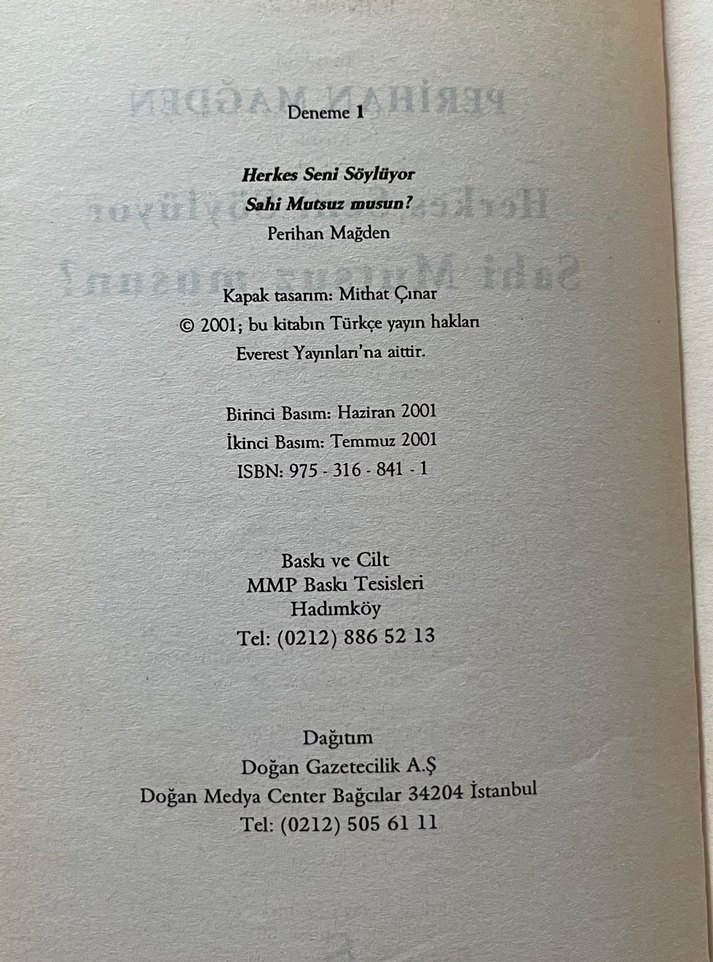 Deneme 1
Herkes Seni Söylüyor
Sahi Mutsuz musun?
Perihan Mağden
Kapak tasarım: Mithat Çınar
© 2001; bu kitabın Türkçe yayın hakları
Everest Yayınları'na aittir.
Birinci Basım: Haziran 2001
İkinci Basım: Temmuz 2001
ISBN: 975 - 316 - 841 - 1
Baskı ve Cilt
MMP Baskı Tesisleri
Hadımköy
Tel: (0212) 886 52 13
Dağıtım
Doğan Gazetecilik A.Ş
Doğan Medya Center Bağcılar 34204 İstanbul
Tel: (0212) 505 61 11